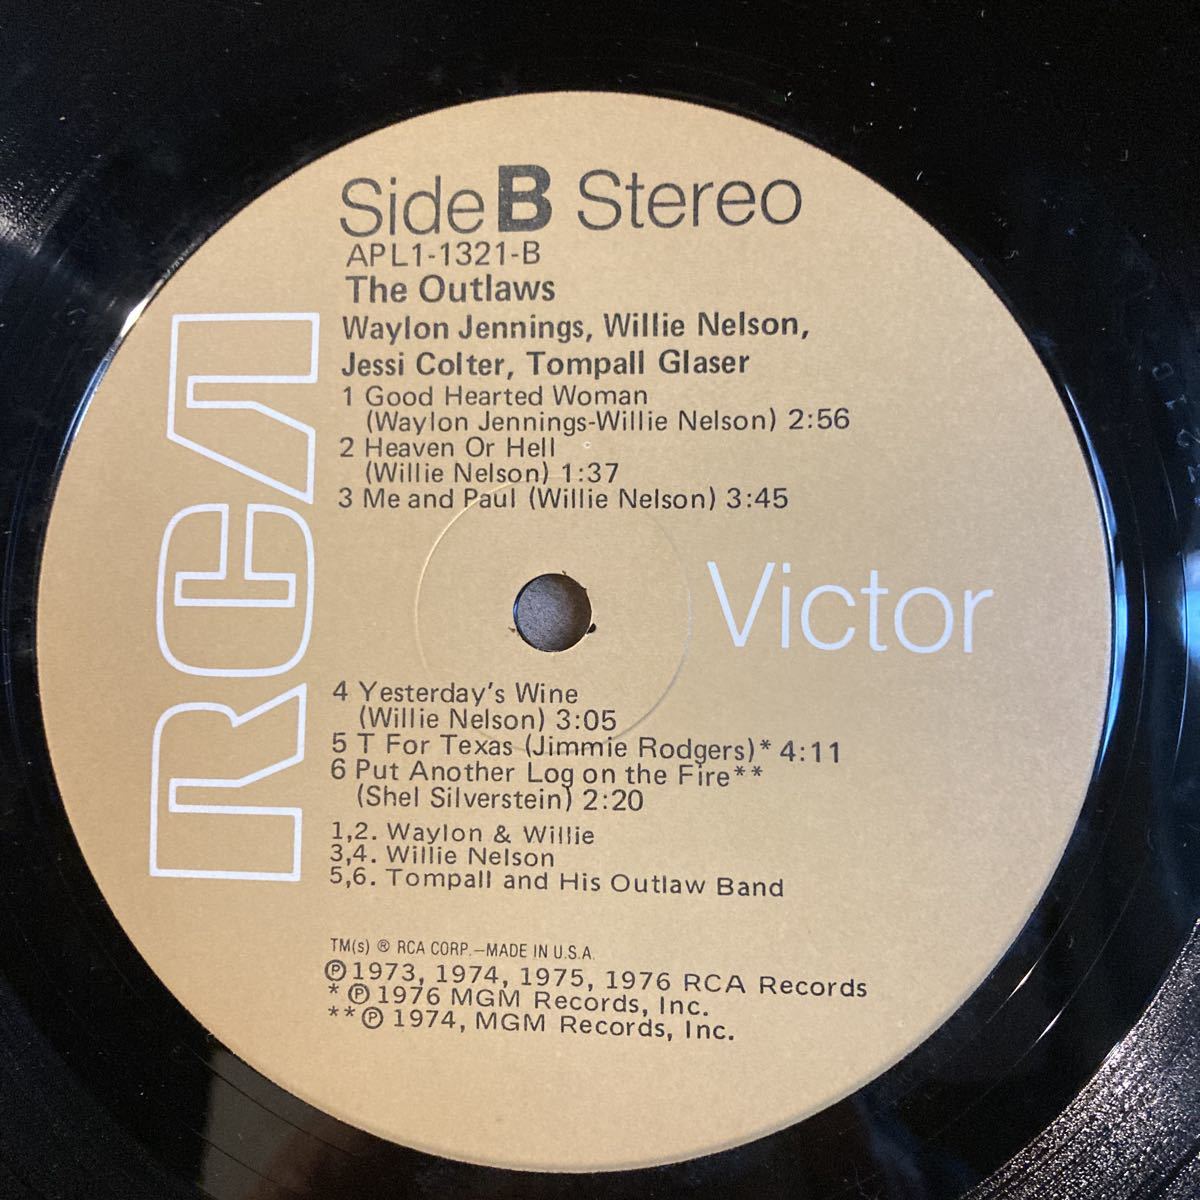 Side B Stereo
APL1-1321-B
The Outlaws
Waylon Jennings, Willie Nelson,
Jessi Colter, Tompall Glaser
1 Good Hearted Woman
(Waylon Jennings-Willie Nelson) 2:56
2 Heaven Or Hell
(Willie Nelson) 1:37
3 Me and Paul (Willie Nelson) 3:45
RCA
Victor
4 Yesterday's Wine
(Willie Nelson) 3:05
5 T For Texas (Jimmie Rodgers)* 4:11
6 Put Another Log on the Fire**
(Shel Silverstein) 2:20
1,2. Waylon & Willie
3,4. Willie Nelson
5,6. Tompall and His Outlaw Band
TM(s) ® RCA CORP.—MADE IN U.S.A.
℗ 1973, 1974, 1975, 1976 RCA Records
* ℗ 1976 MGM Records, Inc.
** ℗ 1974, MGM Records, Inc.